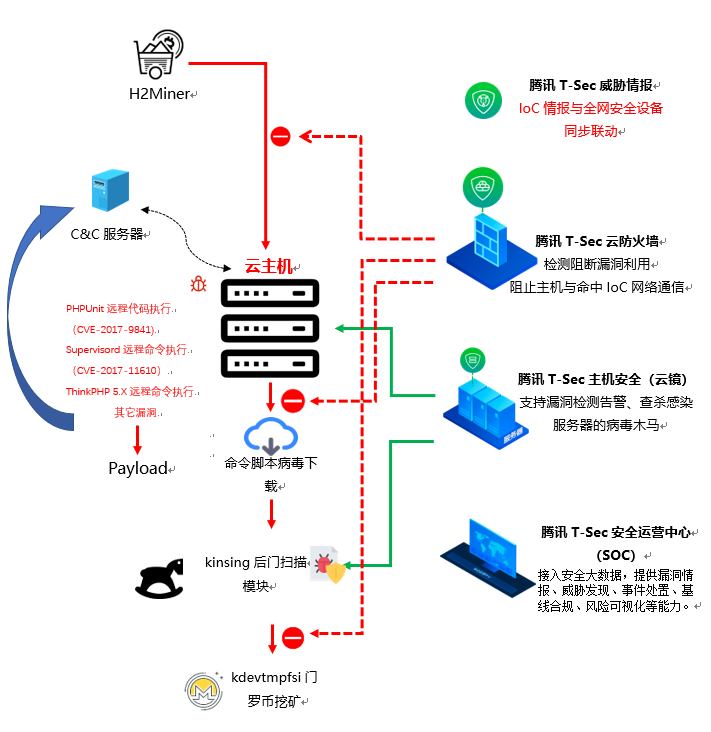 H2Miner
C&C 服务器
云主机
PHPUnit 远程代码执行.
（CVE-2017-9841).
Supervisord 远程命令执行.
（CVE-2017-11610）.
ThinkPHP 5.X 远程命令执行.
其它漏洞.
Payload
命令脚本病毒下
载
kinsing 后门扫描
模块
kdevtmpfsi 门
罗币挖矿
腾讯 T-Sec 威胁情报
IoC 情报与全网安全设备
同步联动
腾讯 T-Sec 云防火墙
检测阻断漏洞利用
阻止主机与命中 IoC 网络通信
腾讯 T-Sec 主机安全（云镜）
支持漏洞检测告警、查杀感染
服务器的病毒木马
服务器
腾讯 T-Sec 安全运营中心
（SOC）
接入安全大数据，提供漏洞情
报、威胁发现、事件处置、基
线合规、风险可视化等能力。